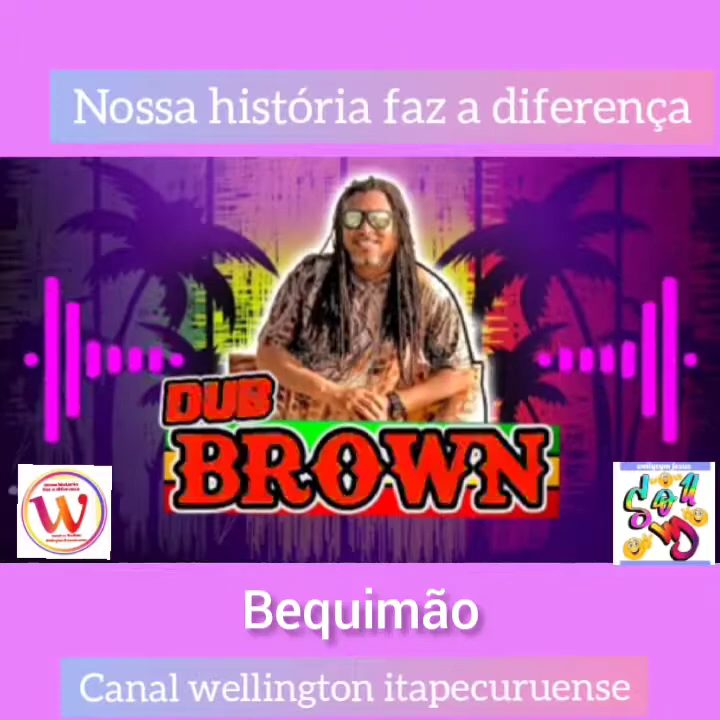 Nossa história faz a diferença
DUB
BROWN
W
Bequimão
Canal wellington itapecuruense